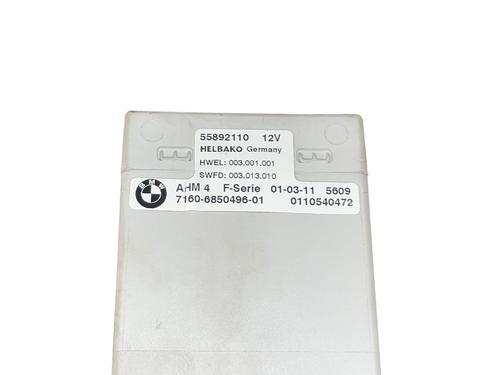 55892110 12V
HELBAKO Germany
HWEL: 003.001.001
SWFD: 003.013.010
BMW
AHM 4 F-Serie 01-03-11 5609
7160-6850496-01 0110540472